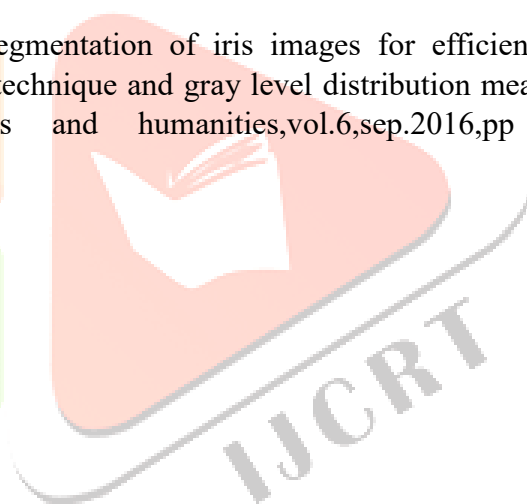 egmentation of iris images for efficien
technique and gray level distribution mea
s and humanities,vol.6,sep.2016,pp
IJCRT